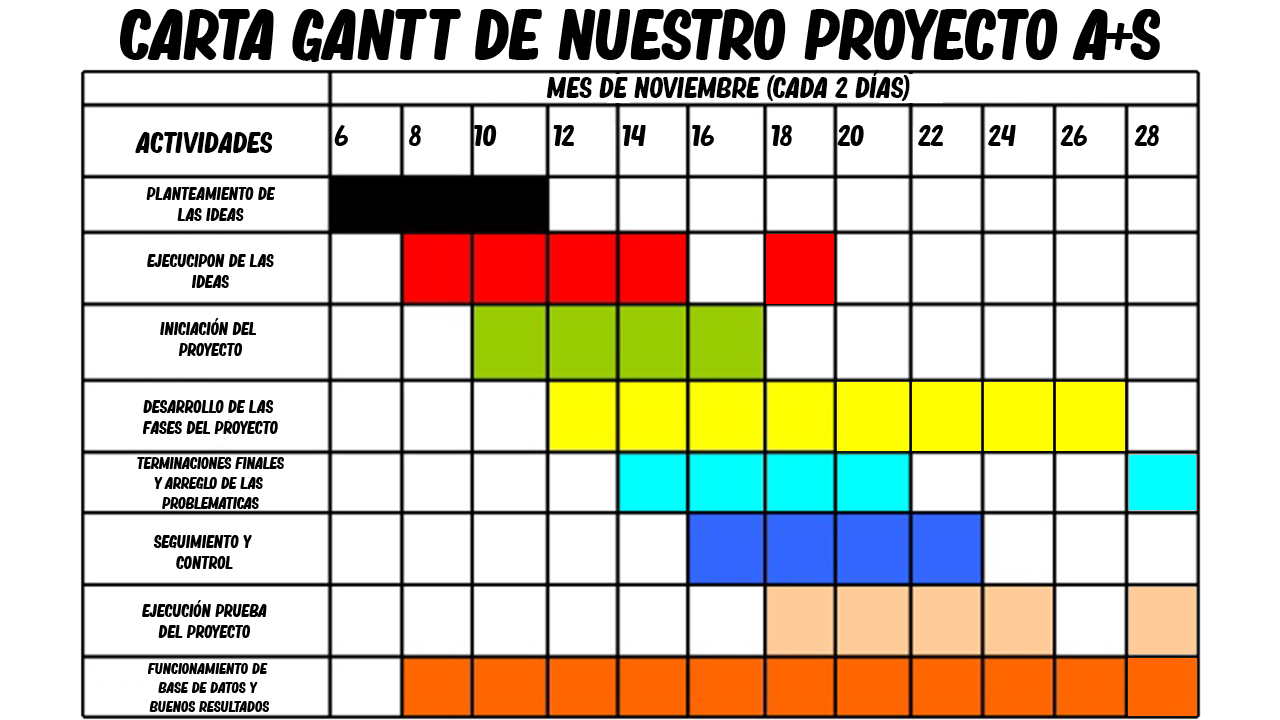 CARTA GANTT DE NUESTRO PROYECTO A+S
MES DE NOVIEMBRE (CADA 2 DÍAS)
ACTIVIDADES 6 8 10 12 14 16 18 20 22 24 26 28
PLANTEAMIENTO DE
LAS IDEAS
EJECUCIPON DE LAS
IDEAS
INICIACIÓN DEL
PROYECTO
DESARROLLO DE LAS
FASES DEL PROYECTO
TERMINACIONES FINALES
Y ARREGLO DE LAS
PROBLEMATICAS
SEGUIMIENTO Y
CONTROL
EJECUCIÓN PRUEBA
DEL PROYECTO
FUNCIONAMIENTO DE
BASE DE DATOS Y
BUENOS RESULTADOS